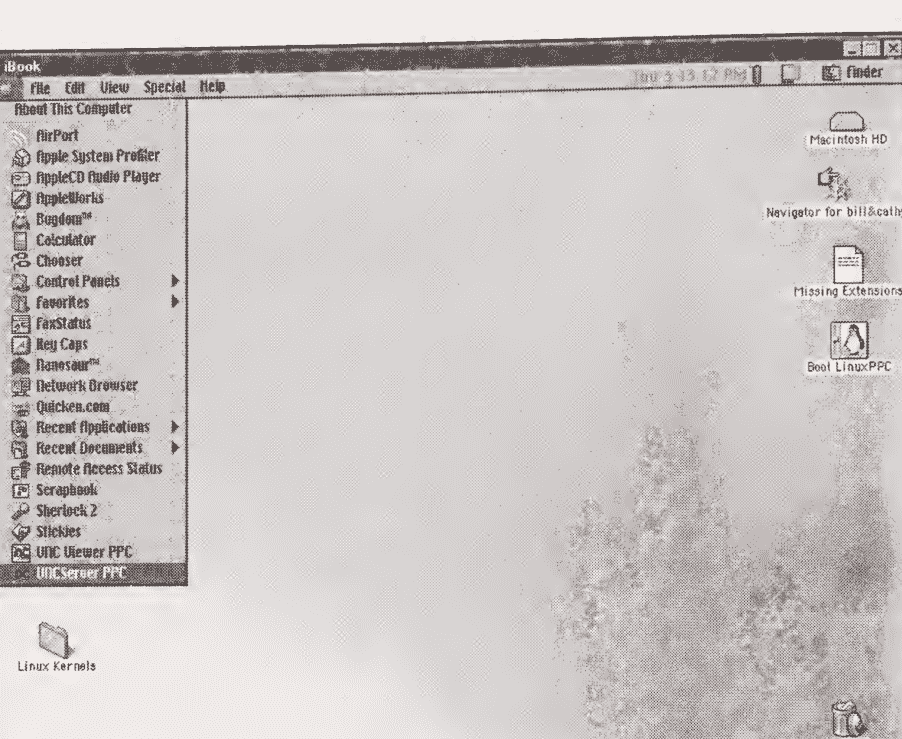 iBook
File Edit View Special Help
Finder
About This Computer
AirPort
Apple System Profiler
AppleCD Audio Player
AppleWorks
Bugdom™
Calculator
Chooser
Control Panels
Favorites
FaxStatus
Key Caps
Nanosaur™
Network Browser
Quicken.com
Recent Applications
Recent Documents
Remote Access Status
Scrapbook
Sherlock 2
Stickies
VNC Viewer PPC
VNCServer PPC
Macintosh HD
Navigator for bill&cathy
Missing Extensions
Boot LinuxPPC
Linux Kernels